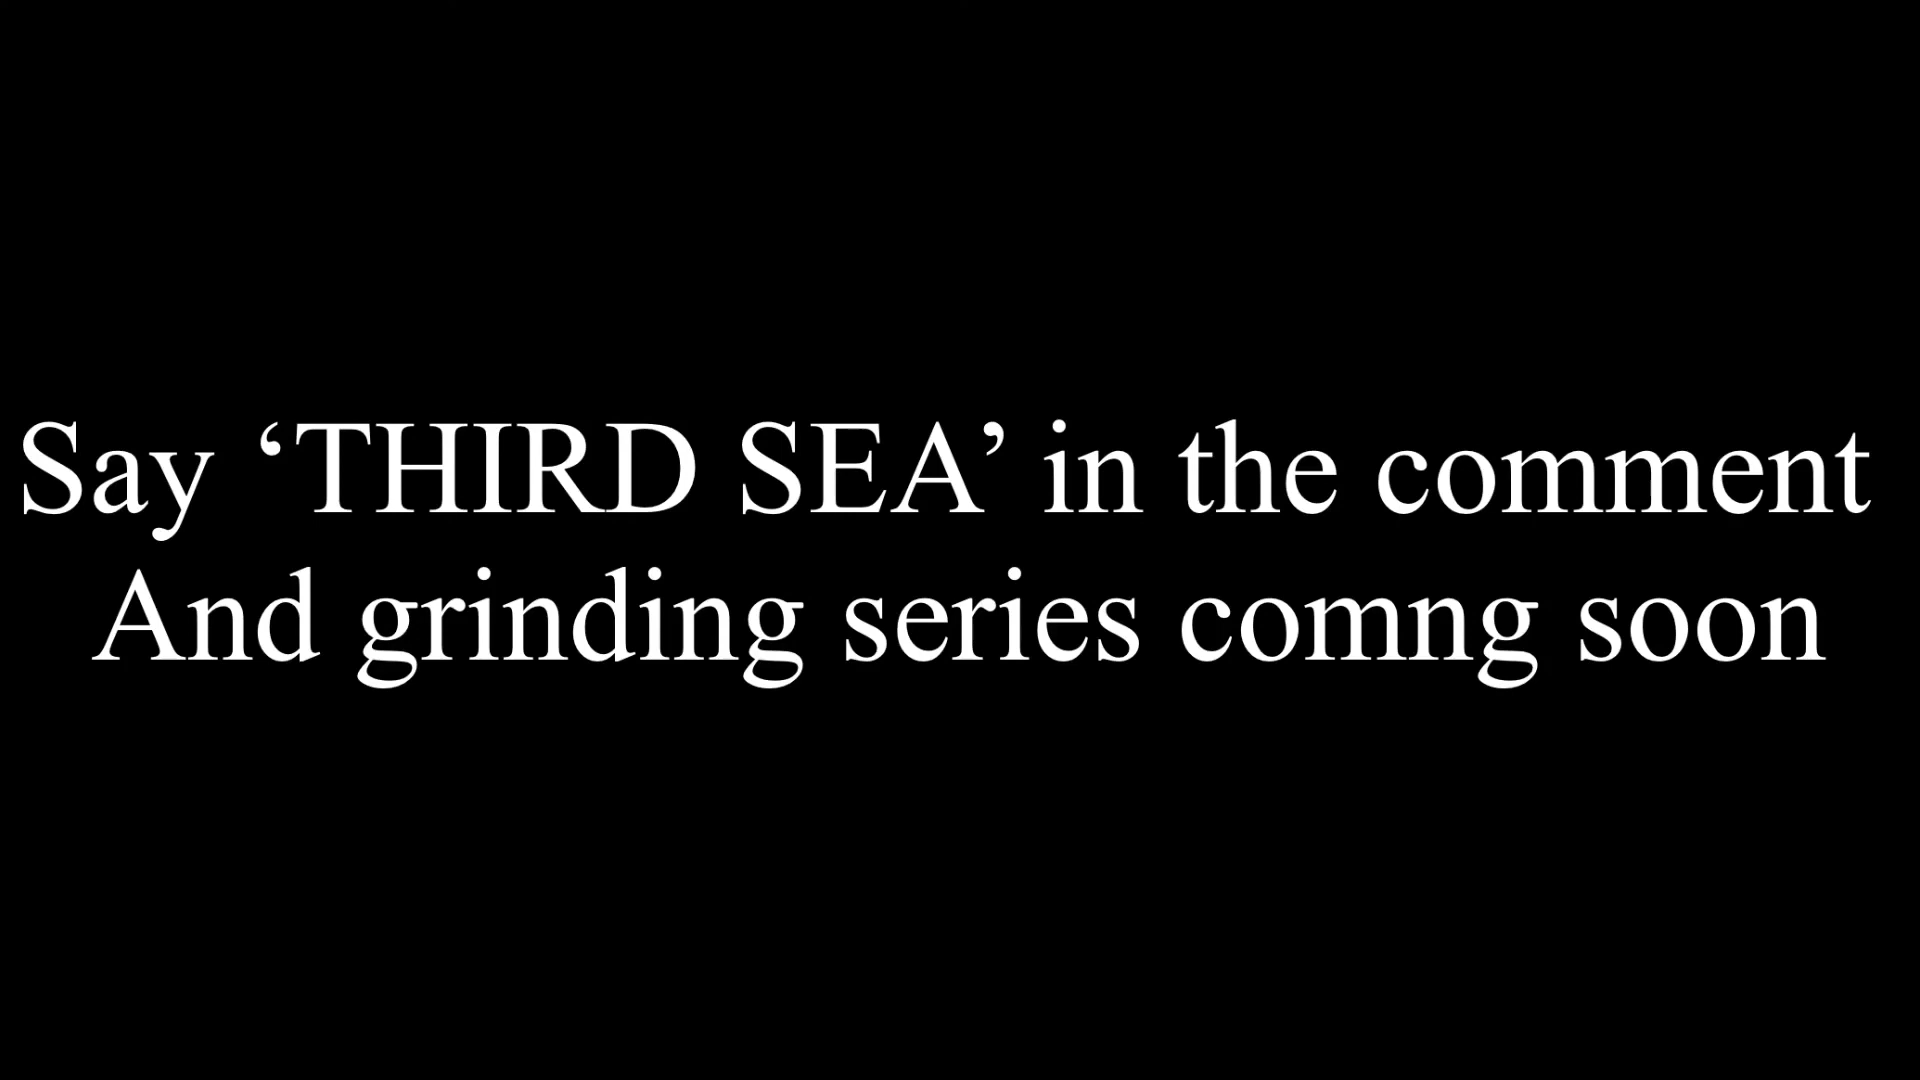 Say ‘THIRD SEA’ in the comment
And grinding series comng soon